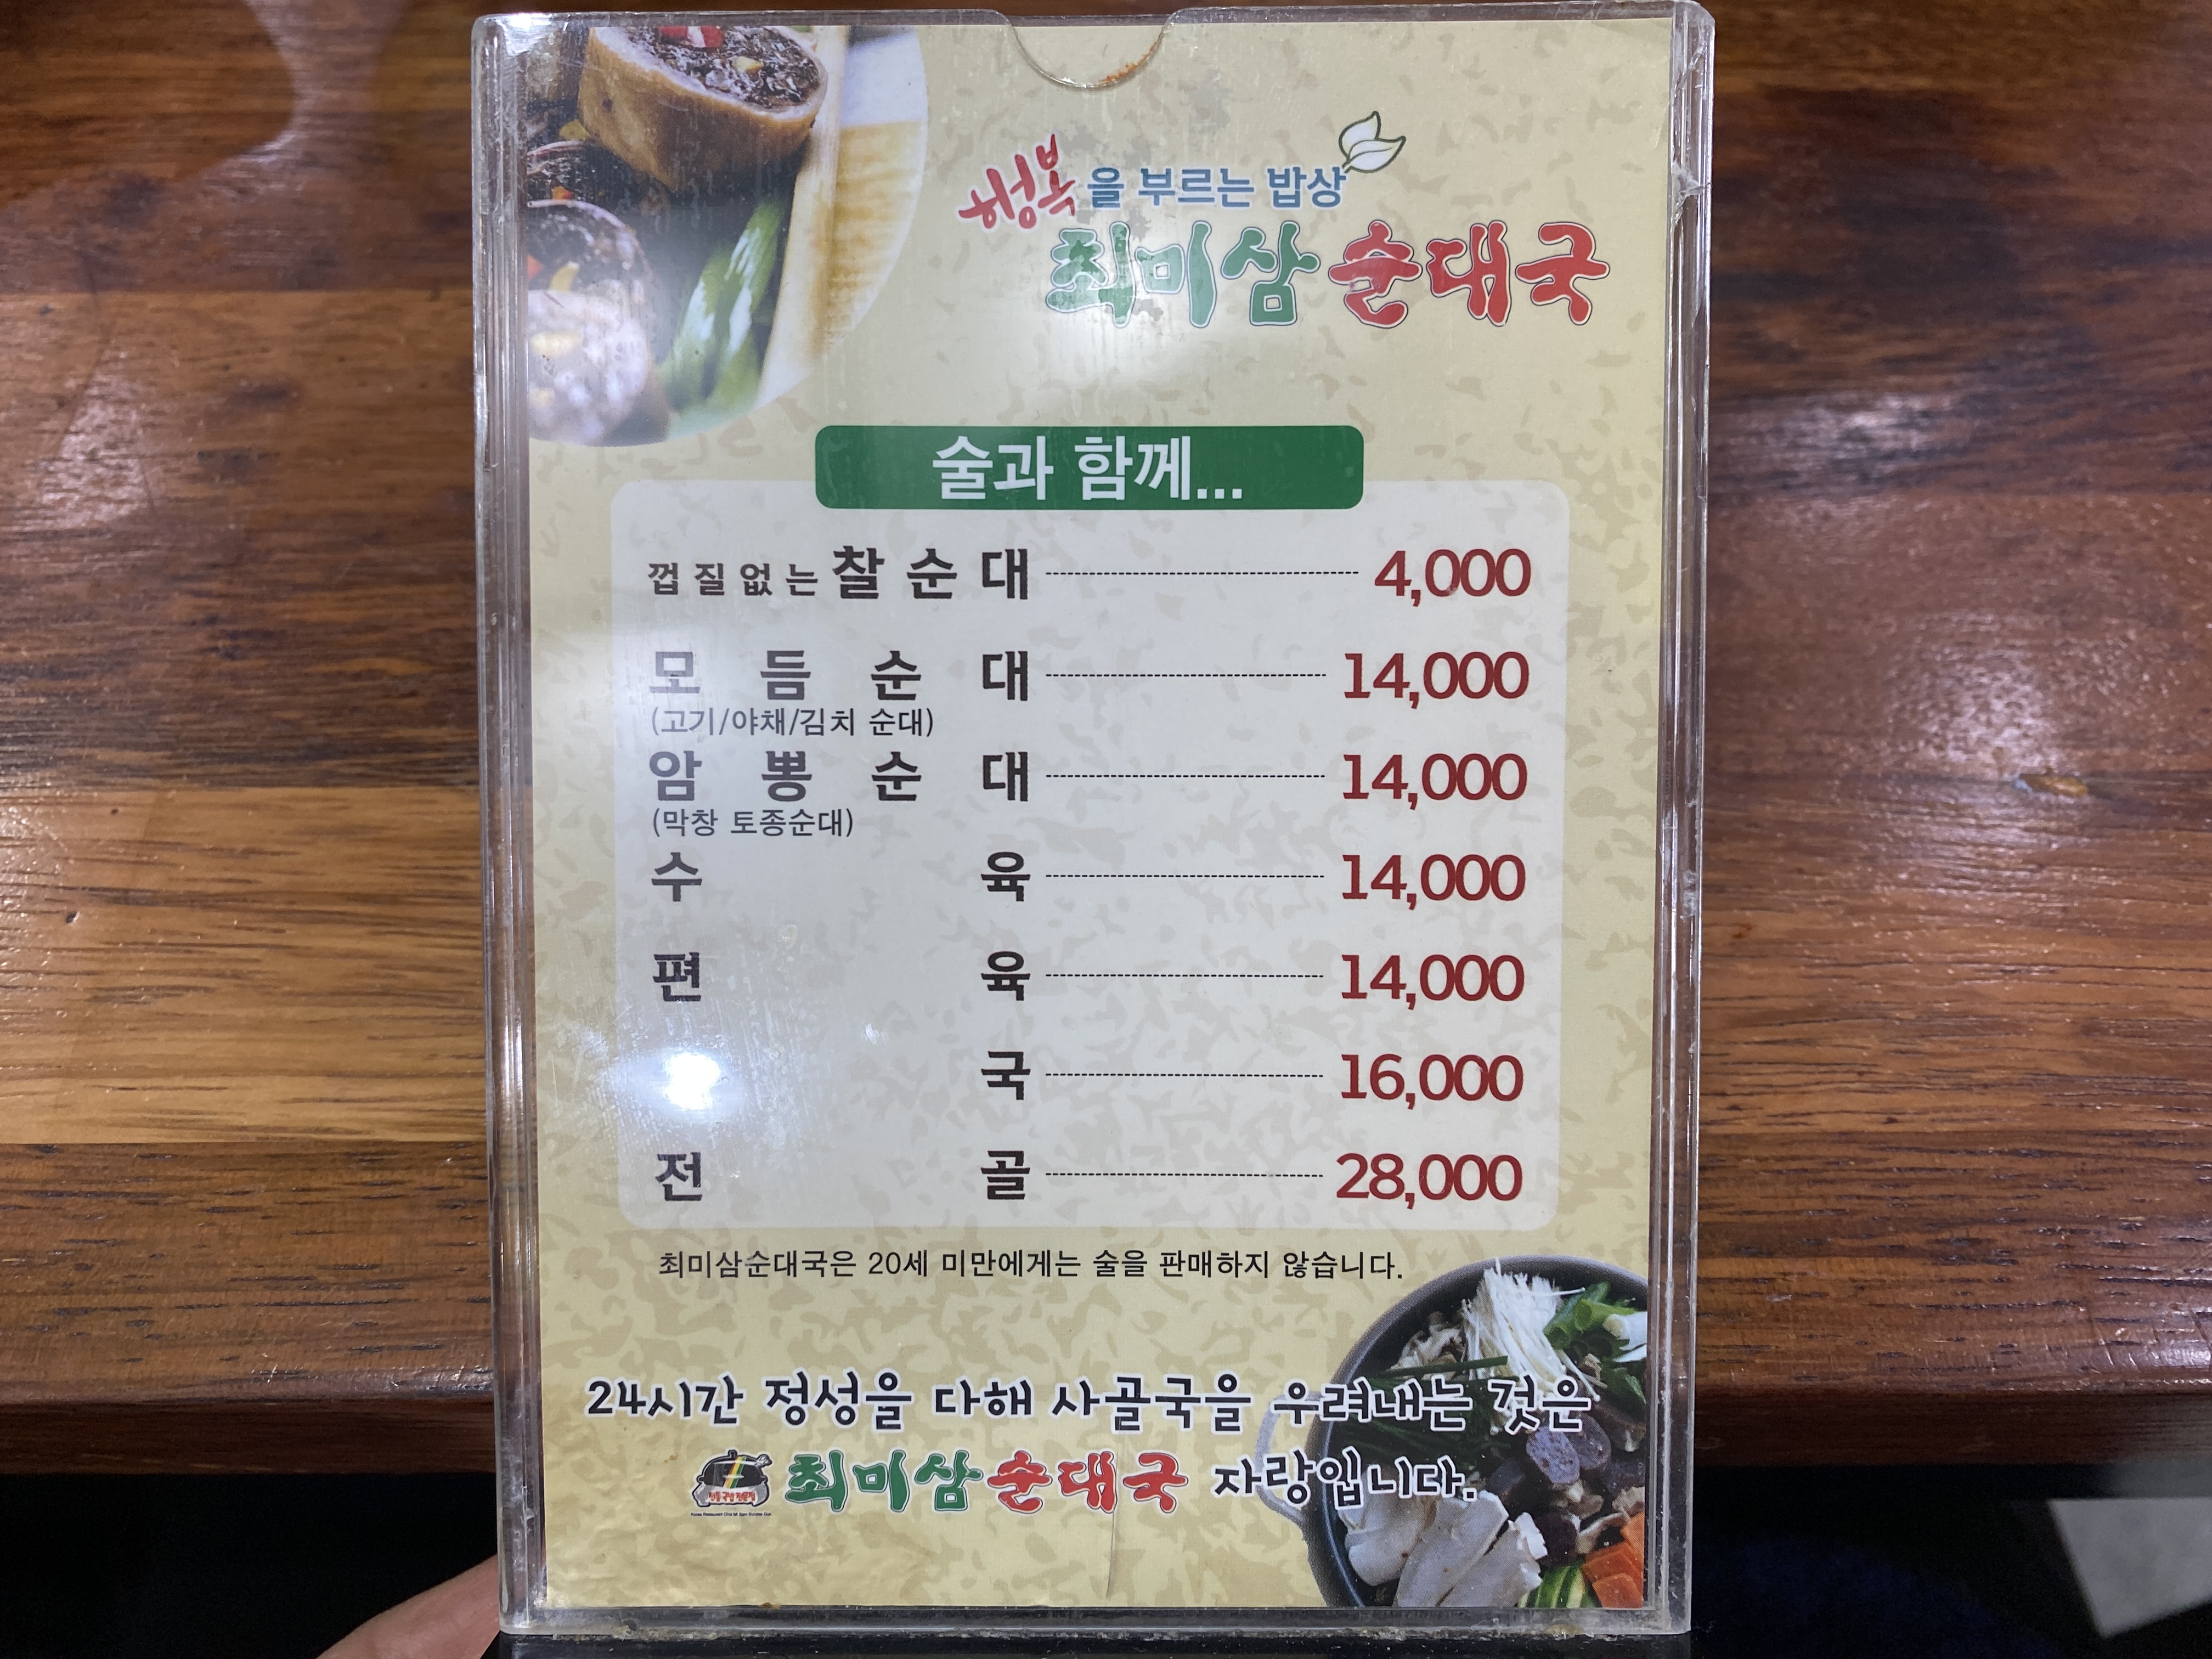 행복을 부르는 밥상
최미삼 순대국
술과 함께...
껍질없는 찰순대 4,000
모듬순대 14,000
(고기/야채/김치 순대)
암뽕순대 14,000
(막창 토종순대)
수육 14,000
편육 14,000
국 16,000
전골 28,000
최미삼순대국은 20세 미만에게는 술을 판매하지 않습니다.
24시간 정성을 다해 사골국을 우려내는 것은
최미삼순대국 자랑입니다.